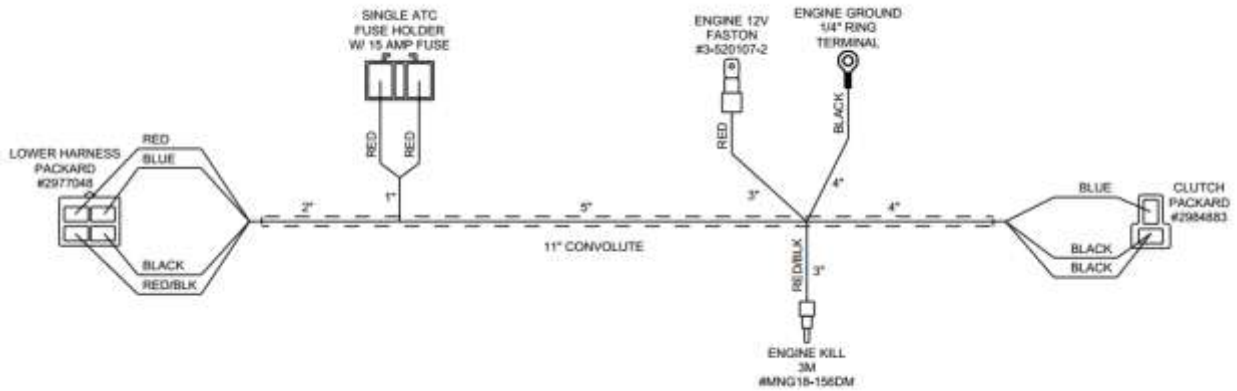 SINGLE ATC
FUSE HOLDER
W/ 15 AMP FUSE
ENGINE 12V
FASTON
#3-520107-2
ENGINE GROUND
1/4" RING
TERMINAL
RED
RED
RED
BLACK
LOWER HARNESS
PACKARD
#2977048
RED
BLUE
BLACK
RED/BLK
2"
1"
5"
3"
4"
4"
11" CONVOLUTE
RED/BLK
3"
BLUE
BLACK
BLACK
CLUTCH
PACKARD
#2984883
ENGINE KILL
3M
#MNG18-156DM